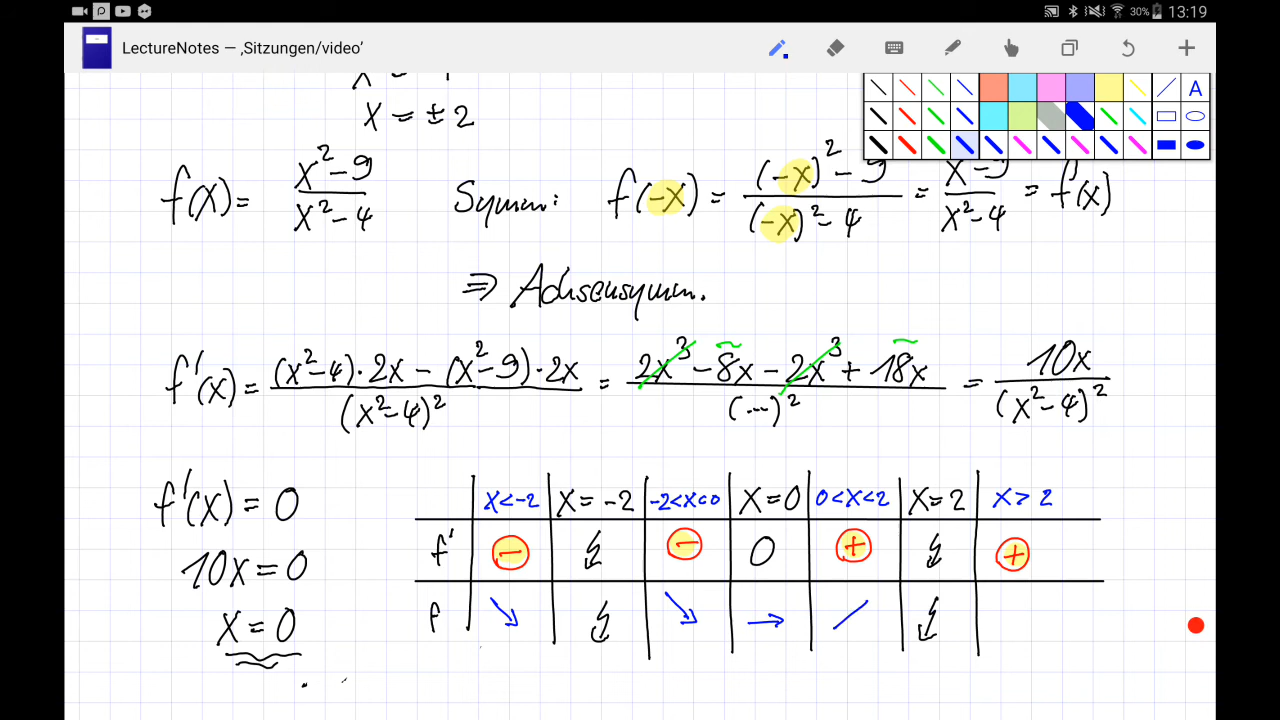 30% 13:19
LectureNotes — ‚Sitzungen/video’
x = ± 2
f(x) = (x² - 9)/(x² - 4) Symm: f(-x) = ((-x)² - 9)/((-x)² - 4) = (x - 9)/(x² - 4) = f(x)
A
⇒ Achsensymm.
f'(x) = ((x²-4)·2x - (x²-9)·2x)/((x²-4)²) = (2x³ - 8x - 2x³ + 18x)/((...)²) = 10x/((x²-4)²)
f'(x) = 0
10x = 0
x = 0
x<-2 x=-2 -2<x<0 x=0 0<x<2 x=2 x>2
f' - ↯ - 0 + ↯ +
f ↘ ↯ ↘ → / ↯